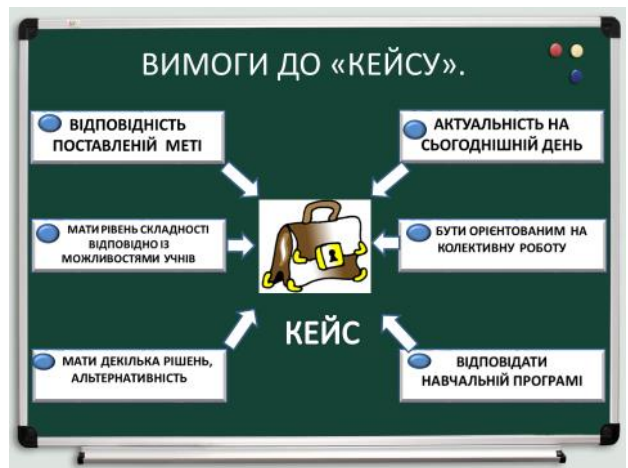 ВИМОГИ ДО «КЕЙСУ».
ВІДПОВІДНІСТЬ
ПОСТАВЛЕНІЙ МЕТІ
АКТУАЛЬНІСТЬ НА
СЬОГОДНІШНІЙ ДЕНЬ
МАТИ РІВЕНЬ СКЛАДНОСТІ
ВІДПОВІДНО ІЗ
МОЖЛИВОСТЯМИ УЧНІВ
БУТИ ОРІЄНТОВАНИМ НА
КОЛЕКТИВНУ РОБОТУ
КЕЙС
МАТИ ДЕКІЛЬКА РІШЕНЬ,
АЛЬТЕРНАТИВНІСТЬ
ВІДПОВІДАТИ
НАВЧАЛЬНІЙ ПРОГРАМІ